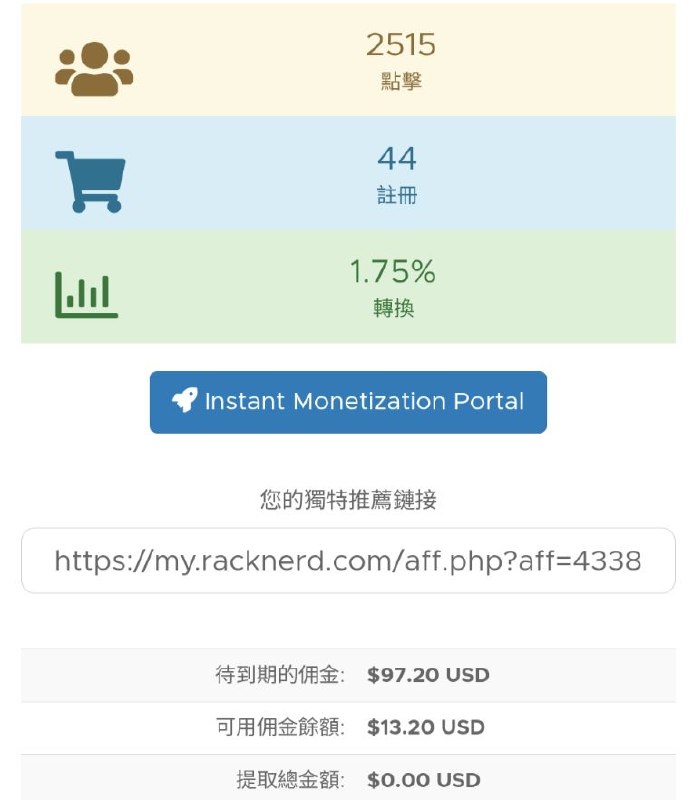 2515
點擊
44
註冊
1.75%
轉換
Instant Monetization Portal
您的獨特推薦鏈接
https://my.racknerd.com/aff.php?aff=4338
待到期的佣金: $97.20 USD
可用佣金餘額: $13.20 USD
提取總金額: $0.00 USD